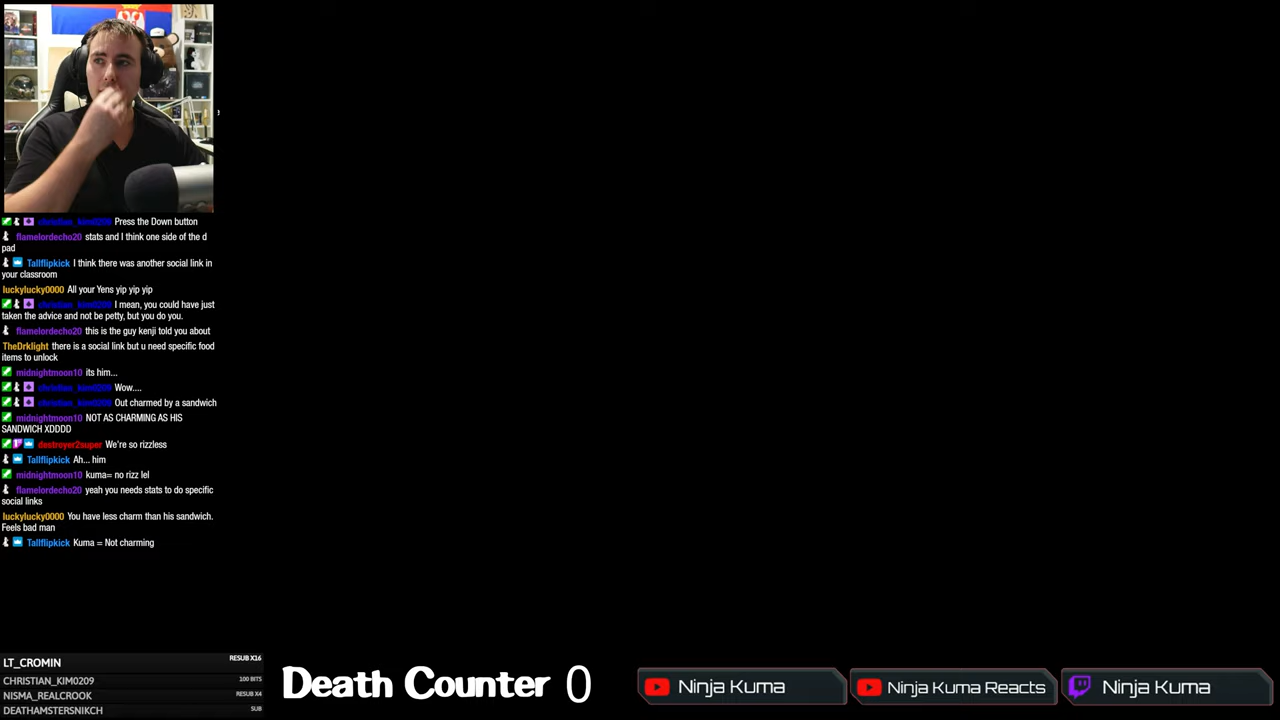 christian_kim0209 Press the Down button
flamelordecho20 stats and I think one side of the d
pad
Tallflipkick I think there was another social link in
your classroom
luckylucky0000 All your Yens yip yip yip
christian_kim0209 I mean, you could have just
taken the advice and not be petty, but you do you.
flamelordecho20 this is the guy kenji told you about
TheDrklight there is a social link but u need specific food
items to unlock
midnightmoon10 its him...
christian_kim0209 Wow....
christian_kim0209 Out charmed by a sandwich
midnightmoon10 NOT AS CHARMING AS HIS
SANDWICH XDDDD
destroyer2super We're so rizzless
Tallflipkick Ah... him
midnightmoon10 kuma= no rizz lel
flamelordecho20 yeah you needs stats to do specific
social links
luckylucky0000 You have less charm than his sandwich.
Feels bad man
Tallflipkick Kuma = Not charming
LT_CROMIN RESUB X16
CHRISTIAN_KIM0209 100 BITS
NISMA_REALCROOK RESUB X4
DEATHAMSTERSNIKCH SUB
Death Counter 0
Ninja Kuma
Ninja Kuma Reacts
Ninja Kuma